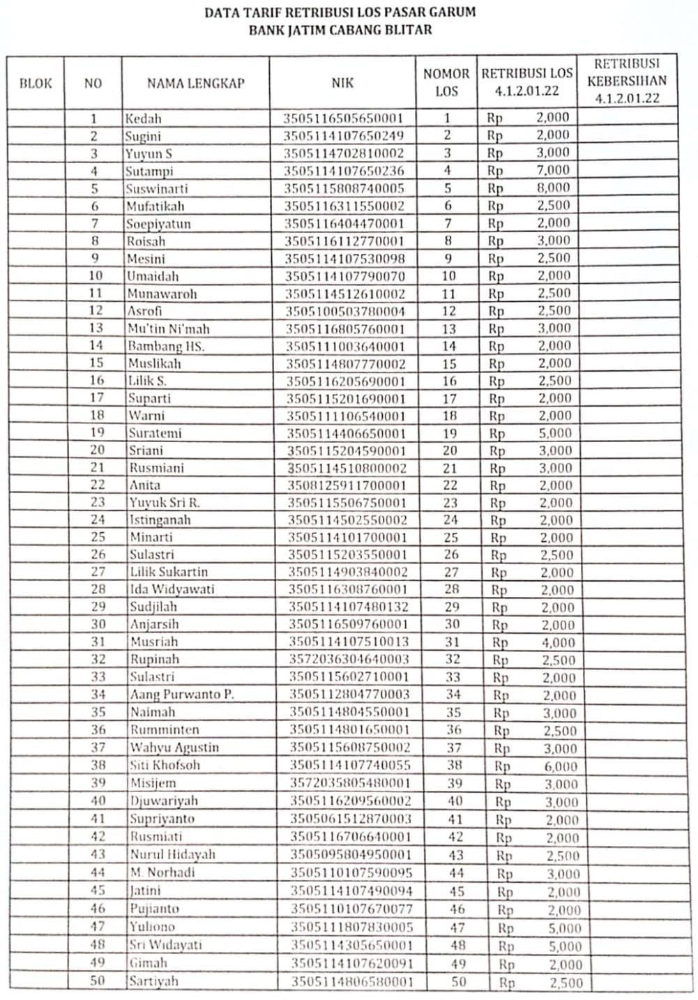 DATA TARIF RETRIBUSI LOS PASAR GARUM
BANK JATIM CABANG BLITAR
BLOK NO NAMA LENGKAP NIK NOMOR LOS RETRIBUSI LOS 4.1.2.01.22 RETRIBUSI KEBERSIHAN 4.1.2.01.22
1 Kedah 3505116505650001 1 Rp 2,000
2 Sugini 3505114107650249 2 Rp 2,000
3 Yuyun S 3505114702810002 3 Rp 3,000
4 Sutampi 3505114107650236 4 Rp 7,000
5 Suswinarti 3505115808740005 5 Rp 8,000
6 Mufatikah 3505116311550002 6 Rp 2,500
7 Soepiyatun 3505116404470001 7 Rp 2,000
8 Roisah 3505116112770001 8 Rp 3,000
9 Mesini 3505114107530098 9 Rp 2,500
10 Umaidah 3505114107790070 10 Rp 2,000
11 Munawaroh 3505114512610002 11 Rp 2,500
12 Asrofi 3505100503780004 12 Rp 2,500
13 Mu'tin Ni'mah 3505116805760001 13 Rp 3,000
14 Bambang HS. 3505111003640001 14 Rp 2,000
15 Muslikah 3505114807770002 15 Rp 2,000
16 Lilik S. 3505116205690001 16 Rp 2,500
17 Suparti 3505115201690001 17 Rp 2,000
18 Warni 3505111106540001 18 Rp 2,000
19 Suratemi 3505114406650001 19 Rp 5,000
20 Sriani 3505115204590001 20 Rp 3,000
21 Rusmiani 3505114510800002 21 Rp 3,000
22 Anita 3508125911700001 22 Rp 2,000
23 Yuyuk Sri R. 3505115506750001 23 Rp 2,000
24 Istinganah 3505114502550002 24 Rp 2,000
25 Minarti 3505114101700001 25 Rp 2,000
26 Sulastri 3505115203550001 26 Rp 2,500
27 Lilik Sukartin 3505114903840002 27 Rp 2,000
28 Ida Widyawati 3505116308760001 28 Rp 2,000
29 Sudjilah 3505114107480132 29 Rp 2,000
30 Anjarsih 3505116509760001 30 Rp 2,000
31 Musriah 3505114107510013 31 Rp 4,000
32 Rupinah 3572036304640003 32 Rp 2,500
33 Sulastri 3505115602710001 33 Rp 2,000
34 Aang Purwanto P. 3505112804770003 34 Rp 2,000
35 Naimah 3505114804550001 35 Rp 3,000
36 Rumminten 3505114801650001 36 Rp 2,500
37 Wahyu Agustin 3505115608750002 37 Rp 3,000
38 Siti Khofsoh 3505114107740055 38 Rp 6,000
39 Misijem 3572035805480001 39 Rp 3,000
40 Djuwariyah 3505116209560002 40 Rp 3,000
41 Supriyanto 3505061512870003 41 Rp 2,000
42 Rusmiati 3505116706640001 42 Rp 2,000
43 Nurul Hidayah 3505095804950001 43 Rp 2,500
44 M. Norhadi 3505110107590095 44 Rp 3,000
45 Jatini 3505114107490094 45 Rp 2,000
46 Pujianto 3505110107670077 46 Rp 2,000
47 Yuliono 3505111807830005 47 Rp 5,000
48 Sri Widayati 3505114305650001 48 Rp 5,000
49 Gimah 3505114107620091 49 Rp 2,000
50 Sartiyah 3505114806580001 50 Rp 2,500